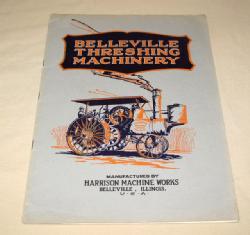 BELLEVILLE
THRESHING
MACHINERY
MANUFACTURED BY
HARRISON MACHINE WORKS
BELLEVILLE, ILLINOIS.
U-S-A